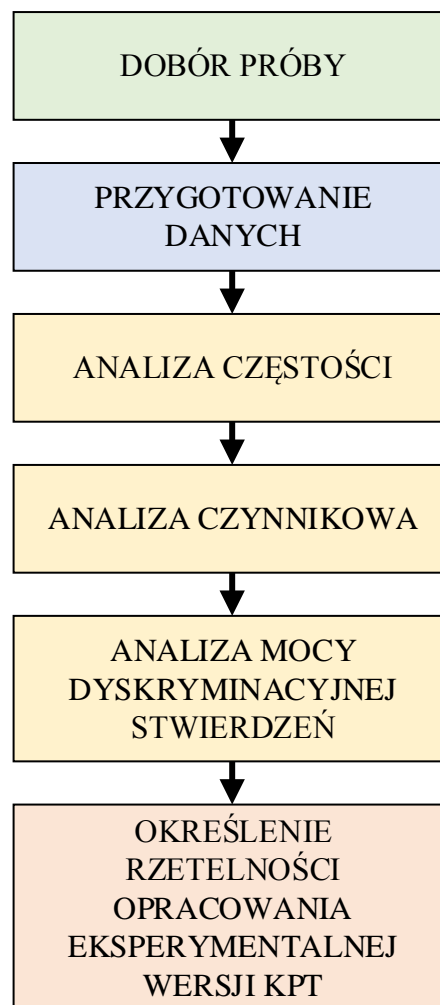 DOBÓR PRÓBY
PRZYGOTOWANIE
DANYCH
ANALIZA CZĘSTOŚCI
ANALIZA CZYNNIKOWA
ANALIZA MOCY
DYSKRYMINACYJNEJ
STWIERDZEŃ
OKREŚLENIE
RZETELNOŚCI
OPRACOWANIA
EKSPERYMENTALNEJ
WERSJI KPT